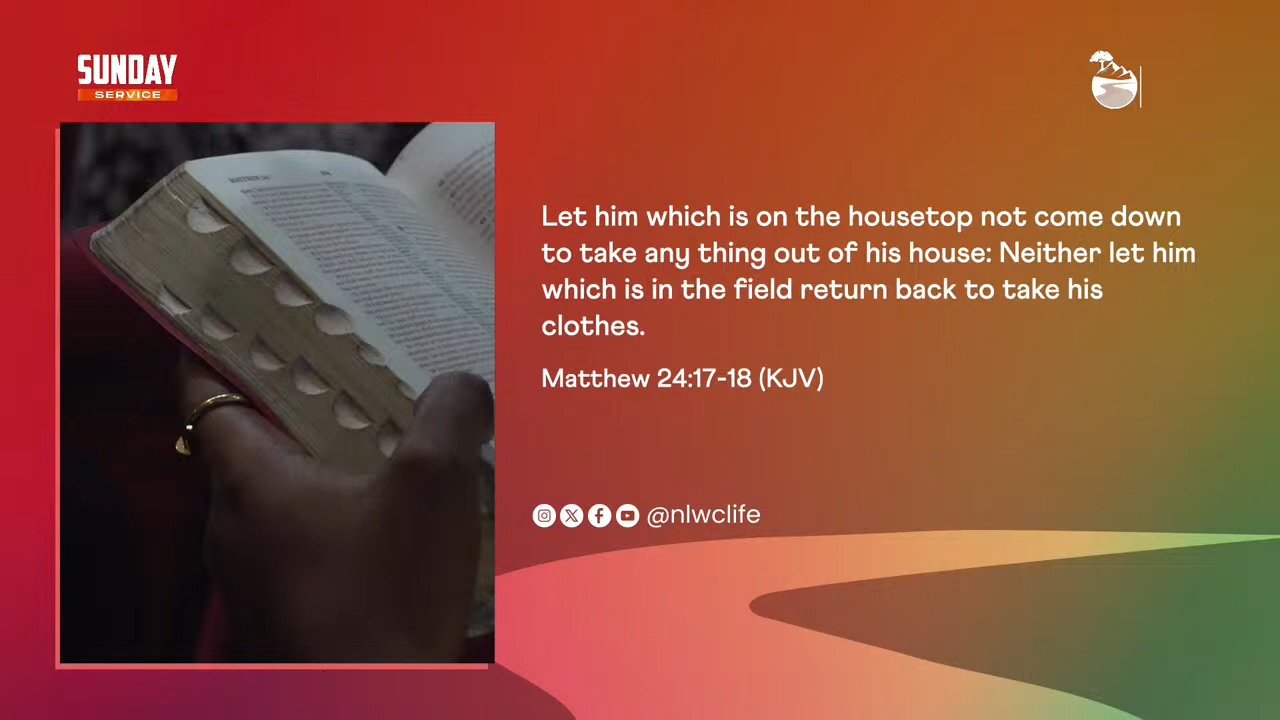 SUNDAY
SERVICE
Let him which is on the housetop not come down
to take any thing out of his house: Neither let him
which is in the field return back to take his
clothes.
Matthew 24:17-18 (KJV)
@nlwclife